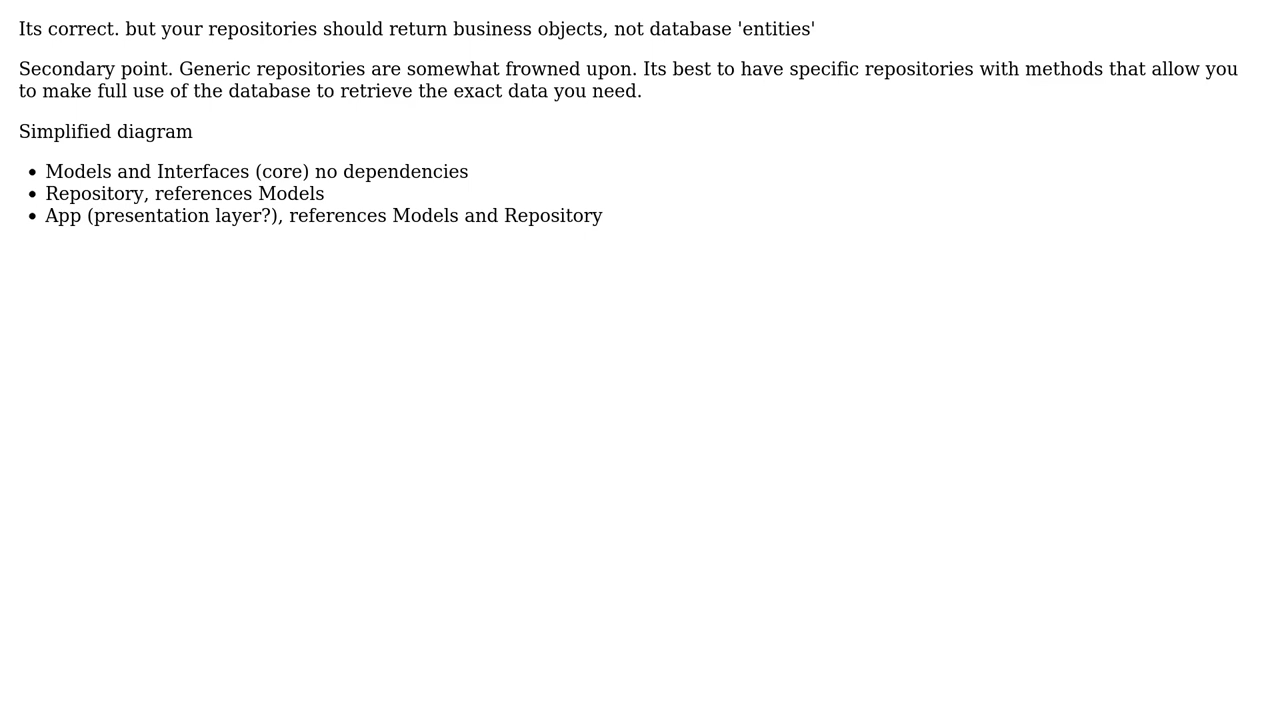 Its correct. but your repositories should return business objects, not database 'entities'
Secondary point. Generic repositories are somewhat frowned upon. Its best to have specific repositories with methods that allow you
to make full use of the database to retrieve the exact data you need.
Simplified diagram
• Models and Interfaces (core) no dependencies
• Repository, references Models
• App (presentation layer?), references Models and Repository